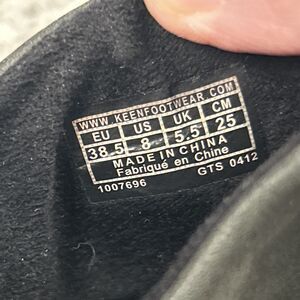 WWW.KEENFOOTWEAR.COM
EU US UK CM
38.5 8 5.5 25
MADE IN CHINA
Fabriqué en Chine
1007696 GTS 0412